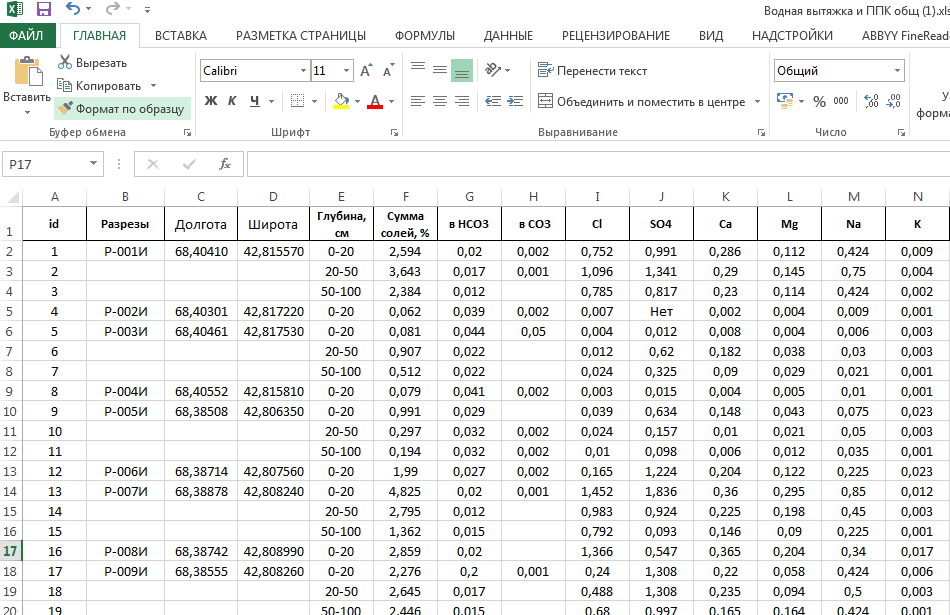 Водная вытяжка и ППК общ (1).xls
ФАЙЛ ГЛАВНАЯ ВСТАВКА РАЗМЕТКА СТРАНИЦЫ ФОРМУЛЫ ДАННЫЕ РЕЦЕНЗИРОВАНИЕ ВИД НАДСТРОЙКИ ABBYY FineRead
Вставить
Вырезать
Копировать
Формат по образцу
Буфер обмена
Calibri 11
Ж К Ч
Шрифт
Перенести текст
Объединить и поместить в центре
Выравнивание
Общий
% 000
Число
У
форма
P17
A B C D E F G H I J K L M N
1 id Разрезы Долгота Широта Глубина, см Сумма солей, % в HCO3 в CO3 Cl SO4 Ca Mg Na K
2 1 Р-001И 68,40410 42,815570 0-20 2,594 0,02 0,002 0,752 0,991 0,286 0,112 0,424 0,009
3 2 20-50 3,643 0,017 0,001 1,096 1,341 0,29 0,145 0,75 0,004
4 3 50-100 2,384 0,012 0,785 0,817 0,23 0,114 0,424 0,002
5 4 Р-002И 68,40301 42,817220 0-20 0,062 0,039 0,002 0,007 Нет 0,002 0,004 0,009 0,001
6 5 Р-003И 68,40461 42,817530 0-20 0,081 0,044 0,05 0,004 0,012 0,008 0,004 0,006 0,003
7 6 20-50 0,907 0,022 0,012 0,62 0,182 0,038 0,03 0,003
8 7 50-100 0,512 0,022 0,024 0,325 0,09 0,029 0,021 0,001
9 8 Р-004И 68,40552 42,815810 0-20 0,079 0,041 0,002 0,003 0,015 0,004 0,005 0,01 0,001
10 9 Р-005И 68,38508 42,806350 0-20 0,991 0,029 0,039 0,634 0,148 0,043 0,075 0,023
11 10 20-50 0,297 0,032 0,002 0,024 0,157 0,01 0,021 0,05 0,003
12 11 50-100 0,194 0,032 0,002 0,01 0,098 0,006 0,012 0,035 0,001
13 12 Р-006И 68,38714 42,807560 0-20 1,99 0,027 0,002 0,165 1,224 0,204 0,122 0,225 0,023
14 13 Р-007И 68,38878 42,808240 0-20 4,825 0,02 0,001 1,452 1,836 0,36 0,295 0,85 0,012
15 14 20-50 2,795 0,012 0,983 0,924 0,225 0,198 0,45 0,003
16 15 50-100 1,362 0,015 0,792 0,093 0,146 0,09 0,225 0,001
17 16 Р-008И 68,38742 42,808990 0-20 2,859 0,02 1,366 0,547 0,365 0,204 0,34 0,017
18 17 Р-009И 68,38555 42,808260 0-20 2,276 0,2 0,001 0,24 1,308 0,22 0,058 0,424 0,006
19 18 20-50 2,645 0,017 0,488 1,308 0,235 0,094 0,5 0,003
20 19 50-100 2,446 0,015 0,68 0,997 0,165 0,164 0,424 0,001